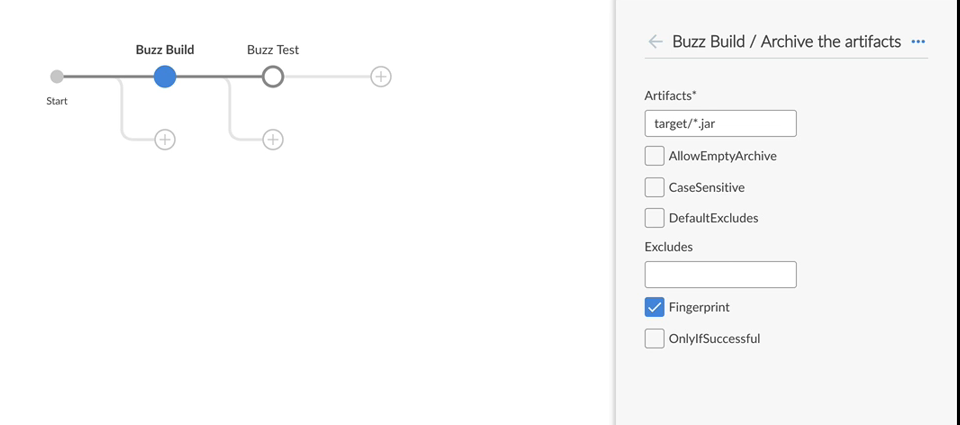 Buzz Build
Buzz Test
Start
Buzz Build / Archive the artifacts
Artifacts*
target/*.jar
AllowEmptyArchive
CaseSensitive
DefaultExcludes
Excludes
Fingerprint
OnlyIfSuccessful